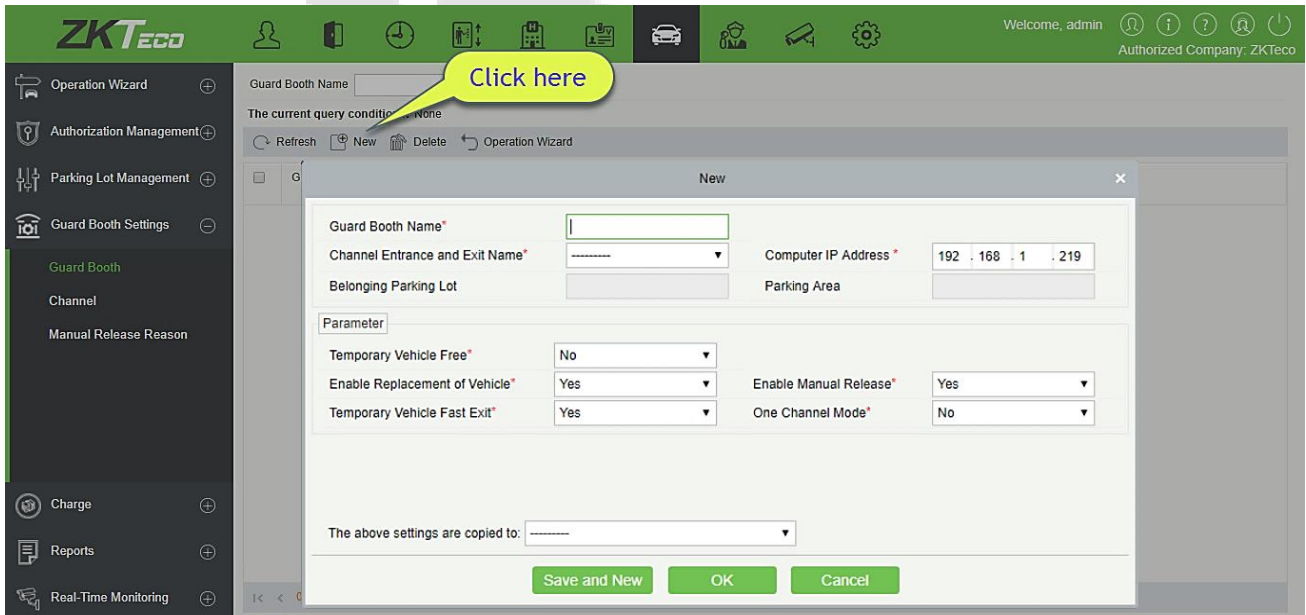 ZKTeco
Welcome, admin
Authorized Company: ZKTeco
Operation Wizard
Authorization Management
Parking Lot Management
Guard Booth Settings
Guard Booth
Channel
Manual Release Reason
Charge
Reports
Real-Time Monitoring
Guard Booth Name
Click here
The current query condition None
Refresh New Delete Operation Wizard
G
New
Guard Booth Name*
Channel Entrance and Exit Name* --------- Computer IP Address * 192 . 168 . 1 . 219
Belonging Parking Lot Parking Area
Parameter
Temporary Vehicle Free* No
Enable Replacement of Vehicle* Yes Enable Manual Release* Yes
Temporary Vehicle Fast Exit* Yes One Channel Mode* No
The above settings are copied to: ---------
Save and New OK Cancel